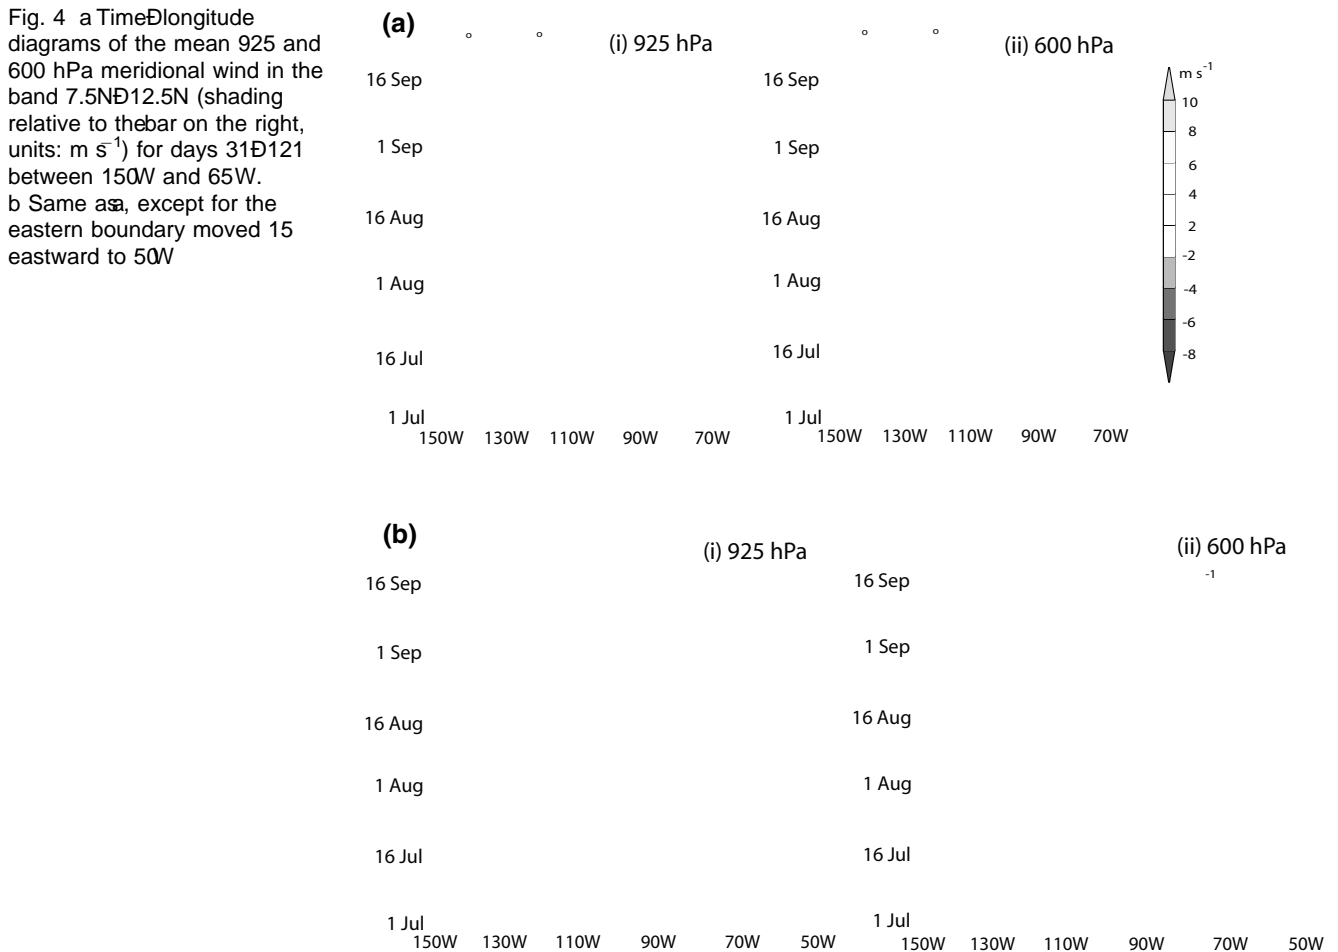 Fig. 4 a TimeÐlongitude
diagrams of the mean 925 and
600 hPa meridional wind in the
band 7.5NÐ12.5N (shading
relative to the bar on the right,
units: m s−1) for days 31Ð121
between 150W and 65W.
b Same as a, except for the
eastern boundary moved 15
eastward to 50W
(a)
o o
(i) 925 hPa
16 Sep
1 Sep
16 Aug
1 Aug
16 Jul
1 Jul
150W 130W 110W 90W 70W
o o
(ii) 600 hPa
16 Sep
1 Sep
16 Aug
1 Aug
16 Jul
1 Jul
150W 130W 110W 90W 70W
m s-1
10
8
6
4
2
-2
-4
-6
-8
(b)
(i) 925 hPa
16 Sep
1 Sep
16 Aug
1 Aug
16 Jul
1 Jul
150W 130W 110W 90W 70W 50W
(ii) 600 hPa
-1
16 Sep
1 Sep
16 Aug
1 Aug
16 Jul
1 Jul
150W 130W 110W 90W 70W 50W